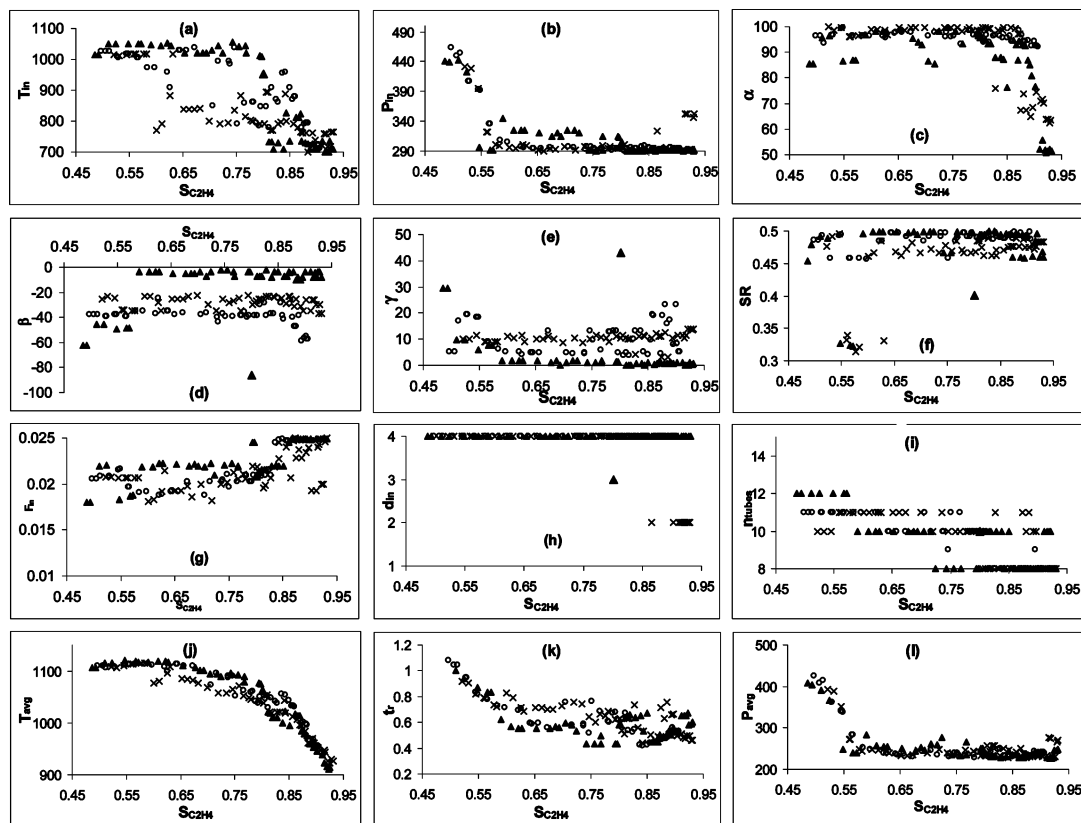 (a)
1100
1000
900
800
700
Tin
0.45 0.55 0.65 0.75 0.85 0.95
SC2H4
(b)
490
440
390
340
290
Pin
0.45 0.55 0.65 0.75 0.85 0.95
SC2H4
(c)
100
90
80
70
60
50
α
0.45 0.55 0.65 0.75 0.85 0.95
SC2H4
SC2H4
0.45 0.55 0.65 0.75 0.85 0.95
0
-20
-40
-60
-80
-100
β
(d)
(e)
50
40
30
20
10
0
γ
0.45 0.55 0.65 0.75 0.85 0.95
SC2H4
0.5
0.45
0.4
0.35
0.3
SR
(f)
0.45 0.55 0.65 0.75 0.85 0.95
SC2H4
0.025
0.02
0.015
0.01
Fin
(g)
0.45 0.55 0.65 0.75 0.85 0.95
SC2H4
4
3
2
1
din
(h)
0.45 0.55 0.65 0.75 0.85 0.95
SC2H4
(i)
14
12
10
8
ntubes
0.45 0.55 0.65 0.75 0.85 0.95
SC2H4
(j)
1100
1000
900
Tavg
0.45 0.55 0.65 0.75 0.85 0.95
SC2H4
(k)
1.2
1
0.8
0.6
0.4
0.2
tr
0.45 0.55 0.65 0.75 0.85 0.95
SC2H4
(l)
500
400
300
200
Pavg
0.45 0.55 0.65 0.75 0.85 0.95
SC2H4